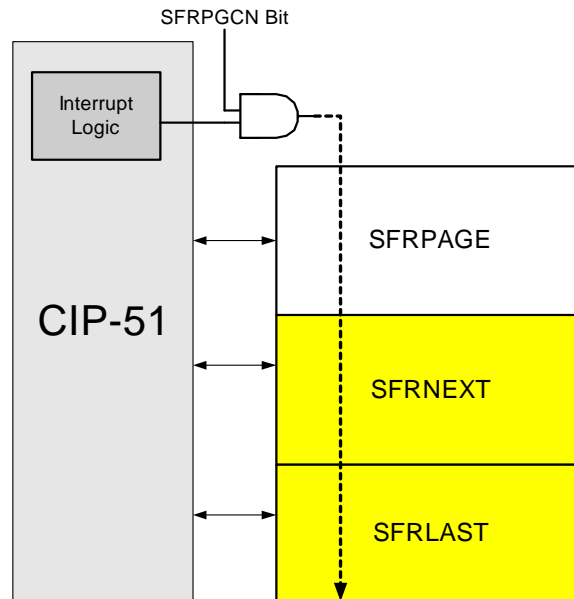 SFRPGCN Bit
Interrupt
Logic
CIP-51
SFRPAGE
SFRNEXT
SFRLAST